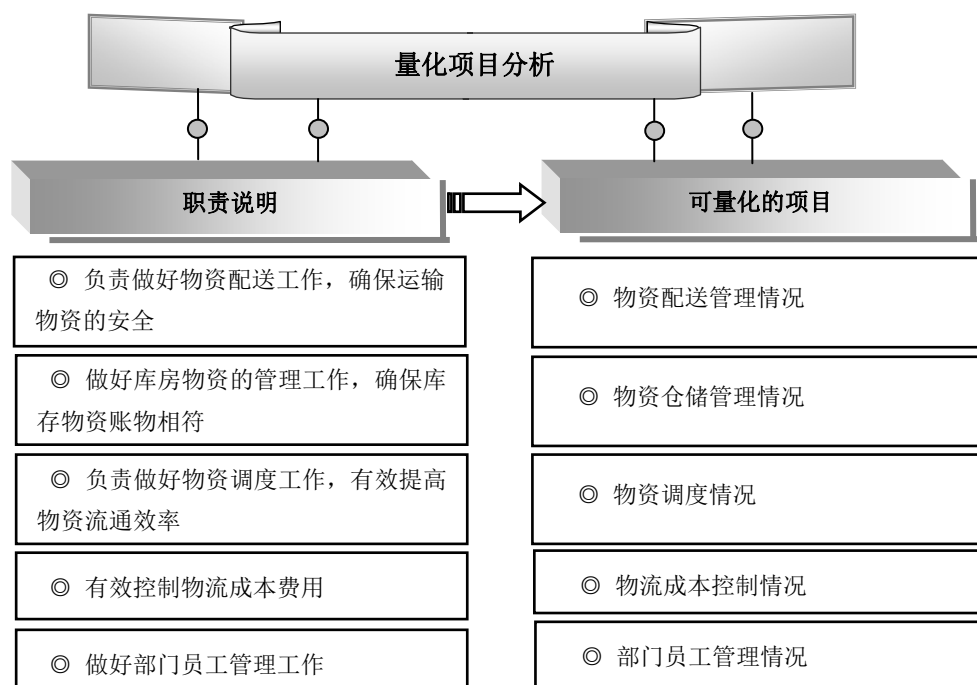 量化项目分析
职责说明
可量化的项目
◎ 负责做好物资配送工作，确保运输
物资的安全
◎ 物资配送管理情况
◎ 做好库房物资的管理工作，确保库
存物资账物相符
◎ 物资仓储管理情况
◎ 负责做好物资调度工作，有效提高
物资流通效率
◎ 物资调度情况
◎ 有效控制物流成本费用
◎ 物流成本控制情况
◎ 做好部门员工管理工作
◎ 部门员工管理情况